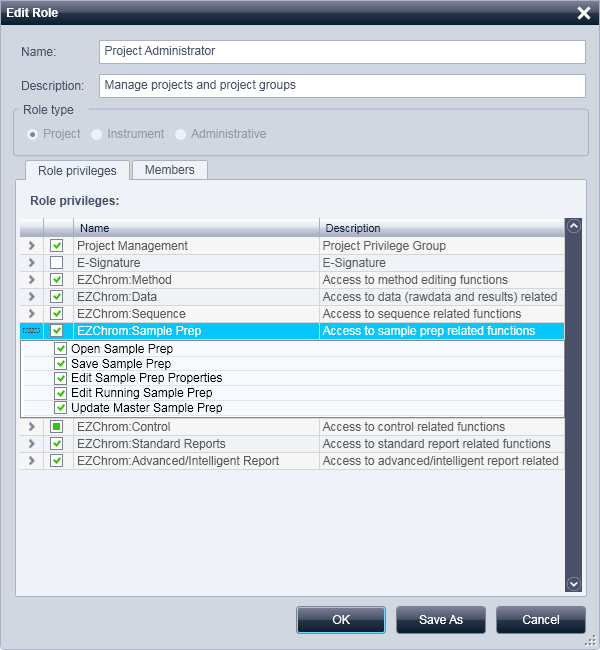 Edit Role
Name: Project Administrator
Description: Manage projects and project groups
Role type
Project Instrument Administrative
Role privileges Members
Role privileges:
Name Description
Project Management Project Privilege Group
E-Signature E-Signature
EZChrom:Method Access to method editing functions
EZChrom:Data Access to data (rawdata and results) related
EZChrom:Sequence Access to sequence related functions
EZChrom:Sample Prep Access to sample prep related functions
Open Sample Prep
Save Sample Prep
Edit Sample Prep Properties
Edit Running Sample Prep
Update Master Sample Prep
EZChrom:Control Access to control related functions
EZChrom:Standard Reports Access to standard report related functions
EZChrom:Advanced/Intelligent Report Access to advanced/intelligent report related
OK Save As Cancel